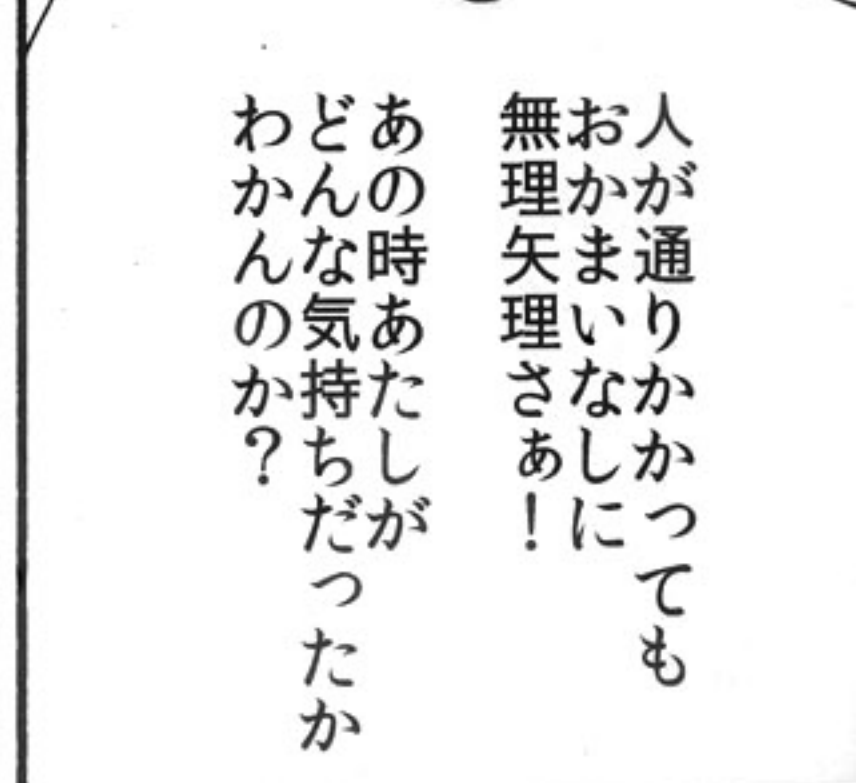 人が通りかかっても
おかまいなしに
無理矢理さぁ！
あの時あたしが
どんな気持ちだったか
わかんのか？